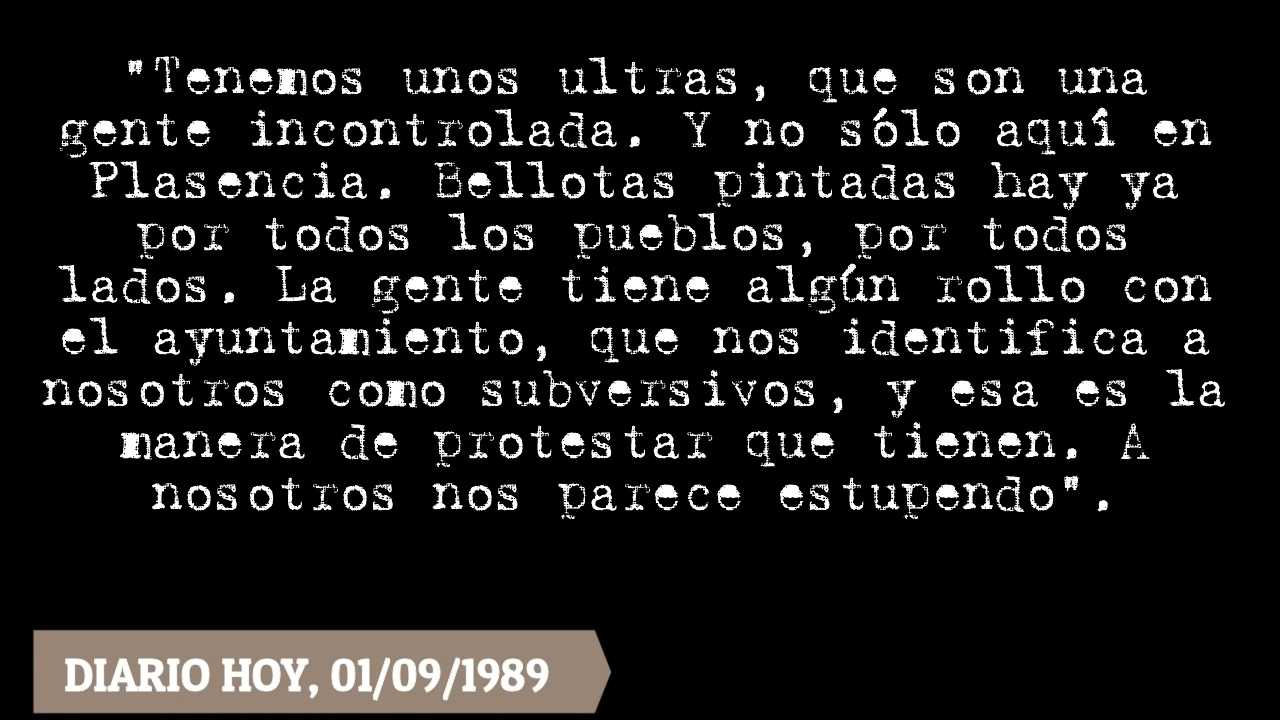 "Tenemos unos ultras, que son una
gente incontrolada. Y no sólo aquí en
Plasencia. Bellotas pintadas hay ya
por todos los pueblos, por todos
lados. La gente tiene algún rollo con
el ayuntamiento, que nos identifica a
nosotros como subversivos, y esa es la
manera de protestar que tienen. A
nosotros nos parece estupendo".
DIARIO HOY, 01/09/1989